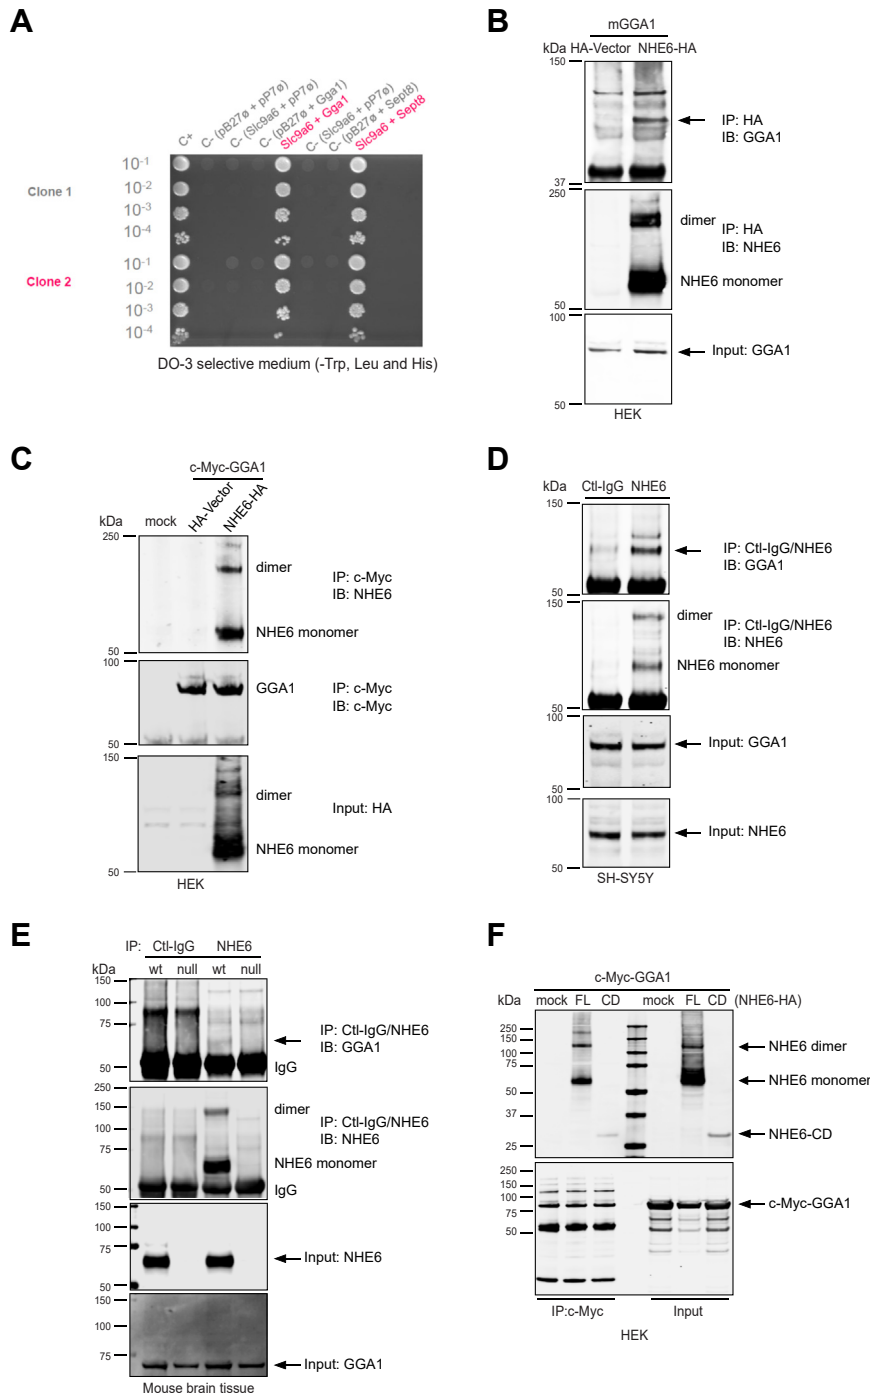 A
C+
C- (pB27ø + pP7ø)
C- (Slc9a6 + pP7ø)
C- (pB27ø + Gga1)
Slc9a6 + Gga1
C- (Slc9a6 + pP7ø)
C- (pB27ø + Sept8)
Slc9a6 + Sept8
Clone 1
10-1
10-2
10-3
10-4
Clone 2
10-1
10-2
10-3
10-4
DO-3 selective medium (-Trp, Leu and His)
B
mGGA1
kDa HA-Vector NHE6-HA
150
IP: HA
IB: GGA1
37
250
dimer
IP: HA
IB: NHE6
NHE6 monomer
50
100
Input: GGA1
50
HEK
C
c-Myc-GGA1
kDa mock HA-Vector NHE6-HA
250
dimer
IP: c-Myc
IB: NHE6
NHE6 monomer
50
100
GGA1
IP: c-Myc
IB: c-Myc
50
150
dimer
Input: HA
NHE6 monomer
50
HEK
D
kDa Ctl-IgG NHE6
150
IP: Ctl-IgG/NHE6
IB: GGA1
50
150
dimer
IP: Ctl-IgG/NHE6
IB: NHE6
NHE6 monomer
50
100
Input: GGA1
50
100
Input: NHE6
50
SH-SY5Y
E
IP: Ctl-IgG NHE6
kDa wt null wt null
150
100
75
IP: Ctl-IgG/NHE6
IB: GGA1
50
IgG
250
150
dimer
IP: Ctl-IgG/NHE6
IB: NHE6
100
75
NHE6 monomer
50
IgG
150
100
75
Input: NHE6
50
150
100
75
Input: GGA1
Mouse brain tissue
F
c-Myc-GGA1
kDa mock FL CD mock FL CD (NHE6-HA)
250
150
100
75
50
37
25
NHE6 dimer
NHE6 monomer
NHE6-CD
250
150
100
75
50
c-Myc-GGA1
IP:c-Myc Input
HEK